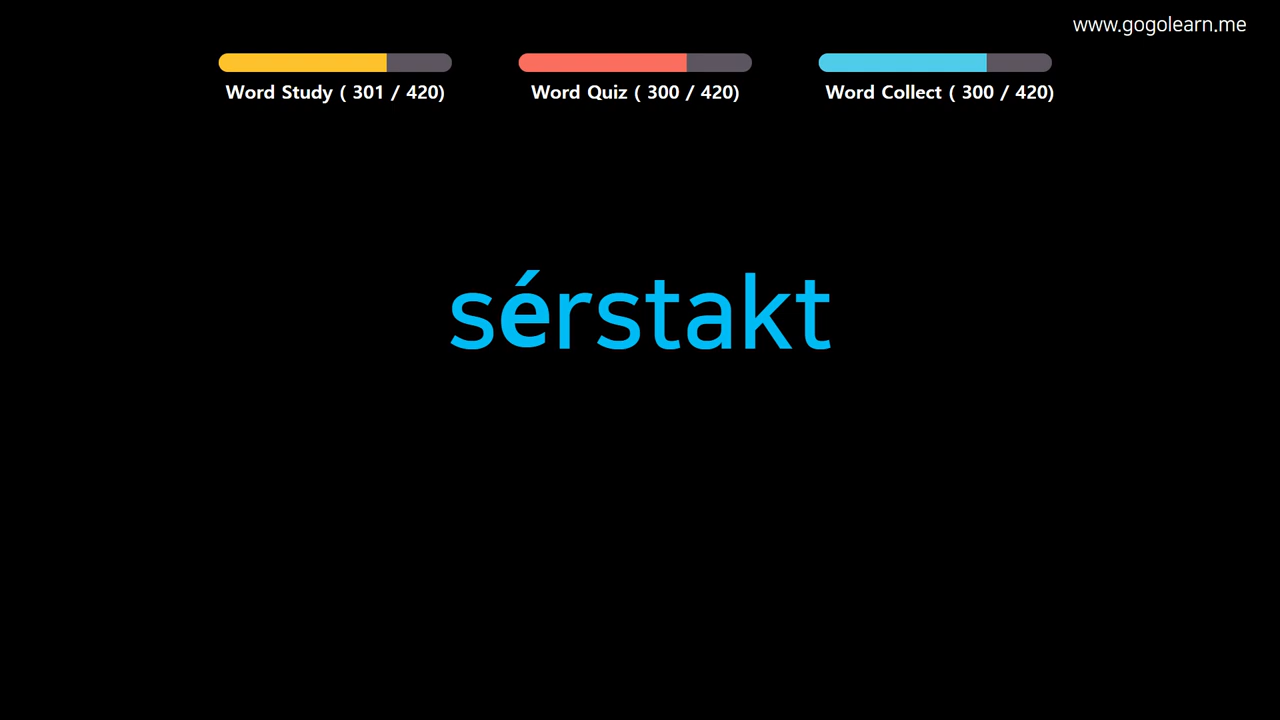 www.gogolearn.me
Word Study ( 301 / 420)
Word Quiz ( 300 / 420)
Word Collect ( 300 / 420)
sérstakt